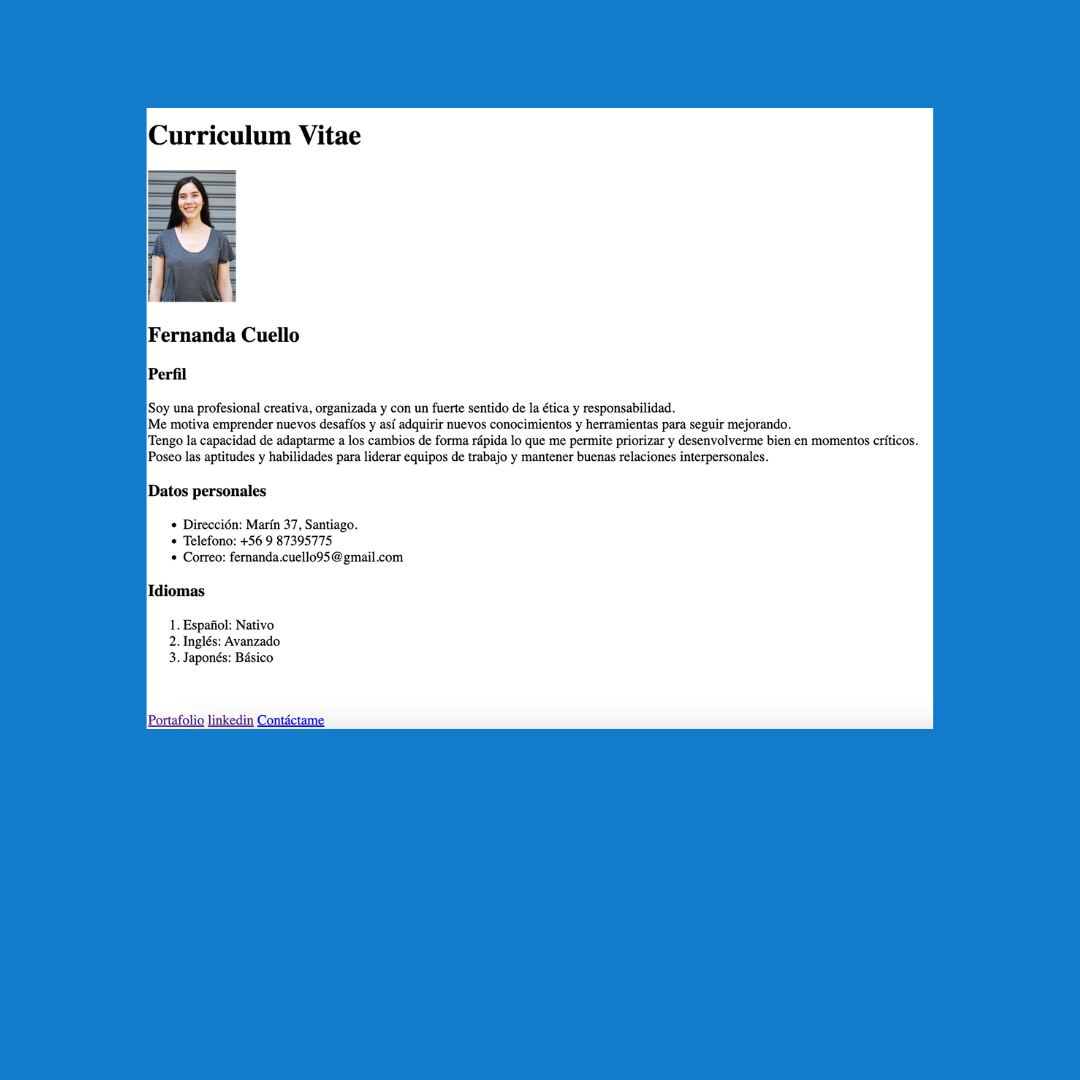 Curriculum Vitae
Fernanda Cuello
Perfil
Soy una profesional creativa, organizada y con un fuerte sentido de la ética y responsabilidad.
Me motiva emprender nuevos desafíos y así adquirir nuevos conocimientos y herramientas para seguir mejorando.
Tengo la capacidad de adaptarme a los cambios de forma rápida lo que me permite priorizar y desenvolverme bien en momentos críticos.
Poseo las aptitudes y habilidades para liderar equipos de trabajo y mantener buenas relaciones interpersonales.
Datos personales
• Dirección: Marín 37, Santiago.
• Telefono: +56 9 87395775
• Correo: fernanda.cuello95@gmail.com
Idiomas
1. Español: Nativo
2. Inglés: Avanzado
3. Japonés: Básico
Portafolio linkedin Contáctame